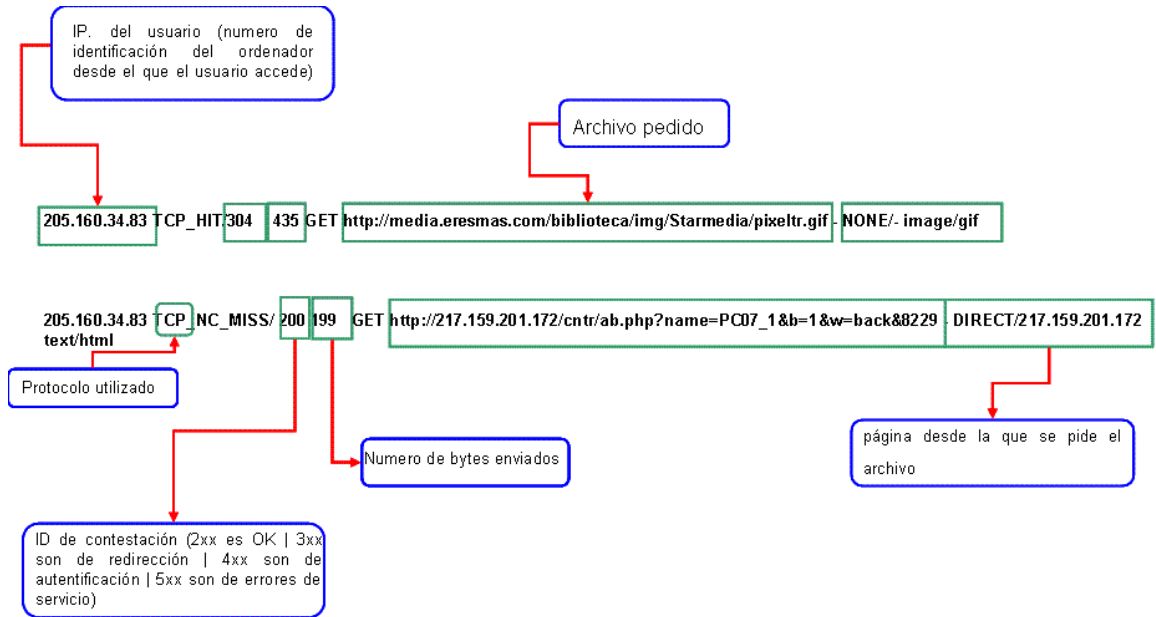 IP. del usuario (numero de
identificación del ordenador
desde el que el usuario accede)
Archivo pedido
205.160.34.83 TCP_HIT/304 435 GET http://media.eresmas.com/biblioteca/img/Starmedia/pixeltr.gif - NONE/- image/gif
205.160.34.83 TCP_NC_MISS/ 200 199 GET http://217.159.201.172/cntr/ab.php?name=PC07_1&b=1&w=back&8229 - DIRECT/217.159.201.172
text/html
Protocolo utilizado
Numero de bytes enviados
página desde la que se pide el
archivo
ID de contestación (2xx es OK | 3xx
son de redirección | 4xx son de
autentificación | 5xx son de errores de
servicio)